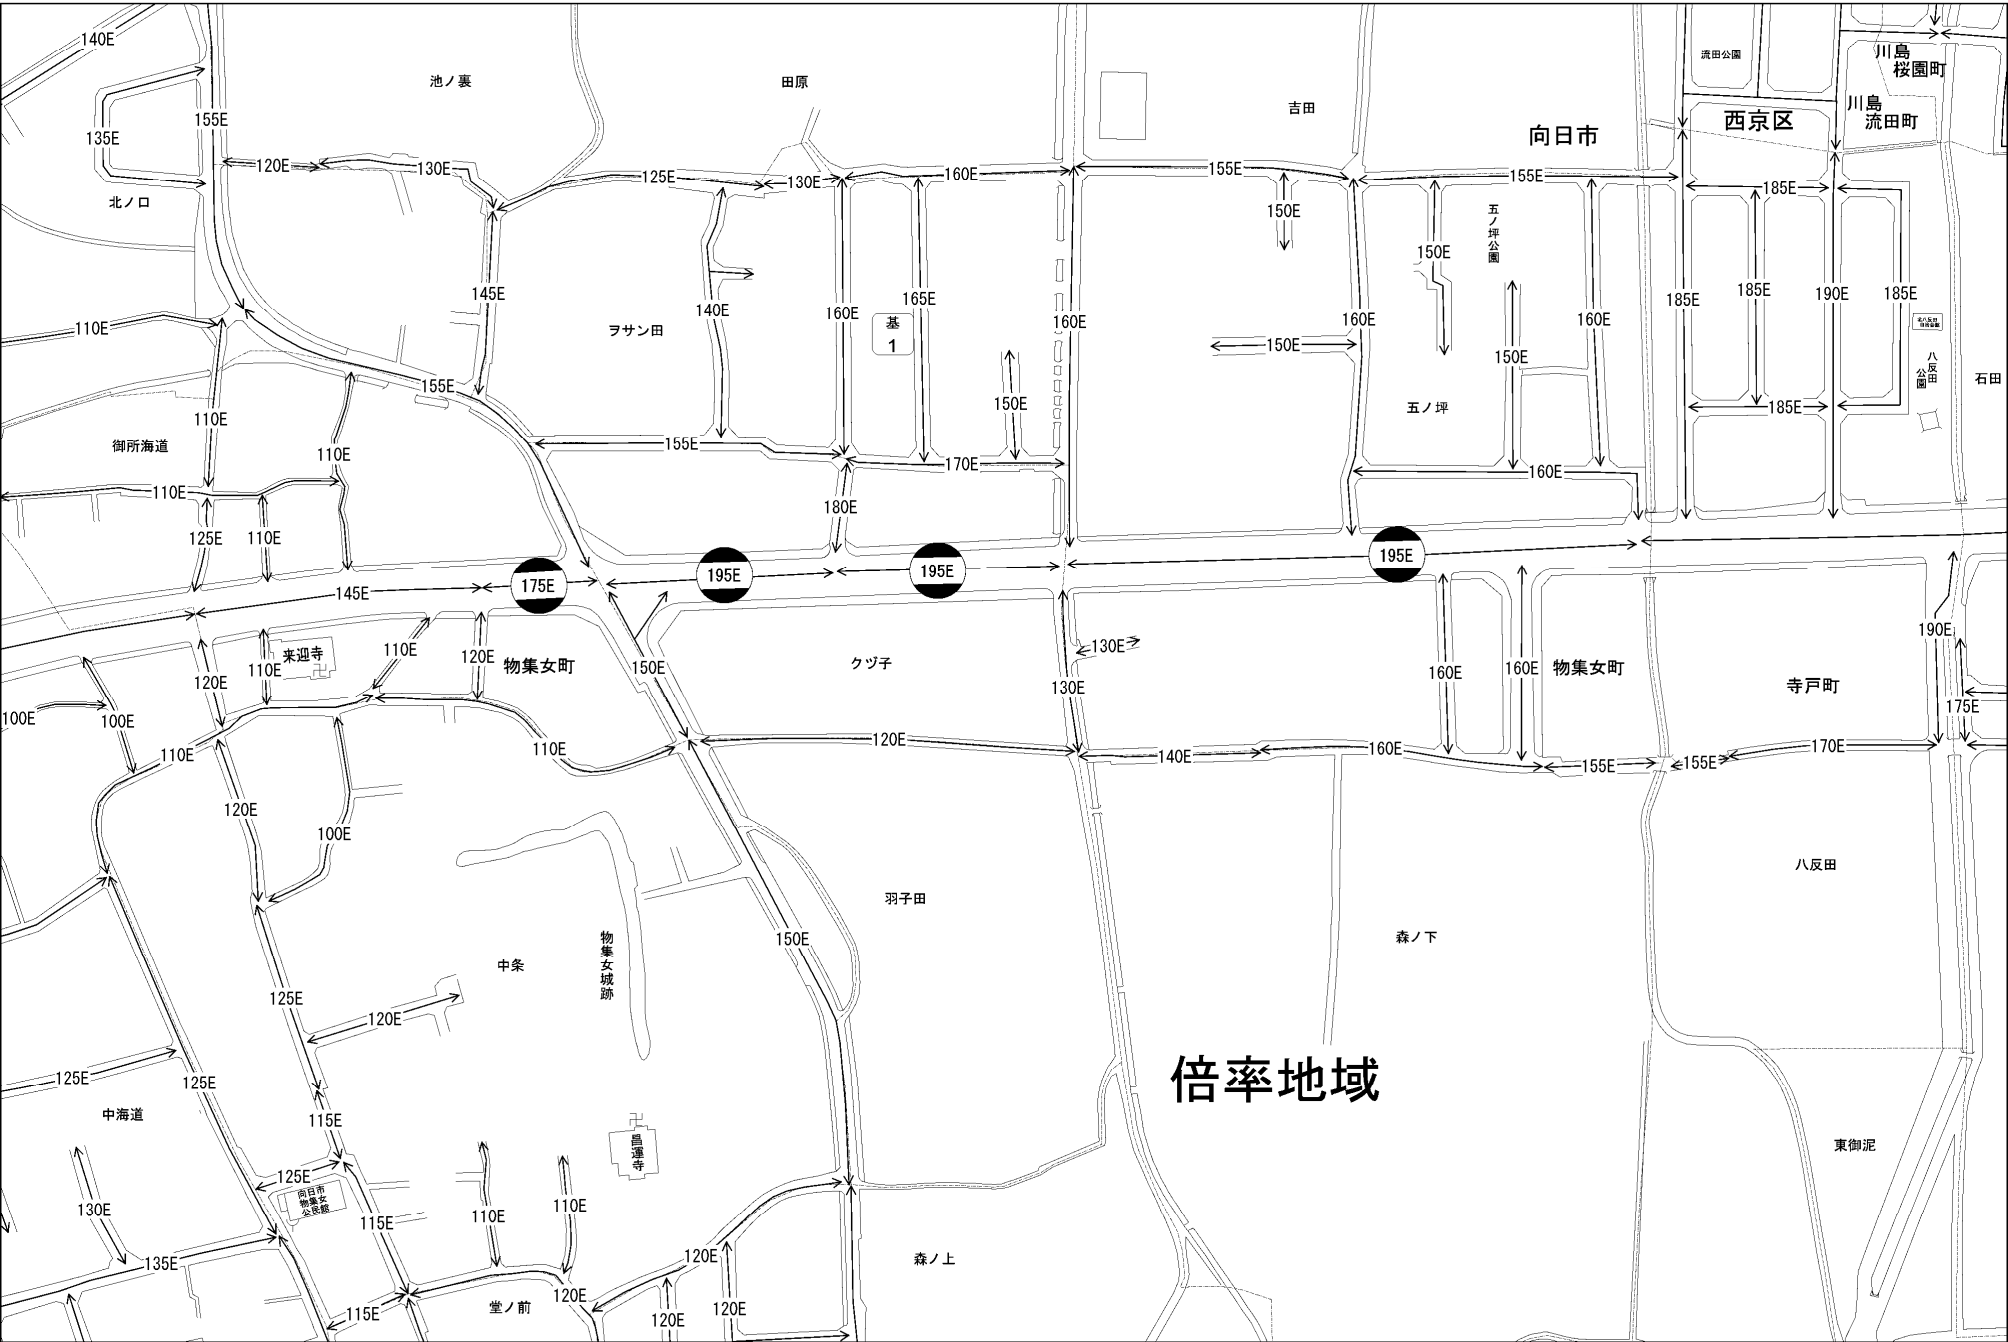 140E
池ノ裏
田原
吉田
流田公園
川島
桜園町
川島
流田町
西京区
向日市
135E
155E
120E
130E
125E
130E
160E
155E
155E
185E
北ノ口
150E
五ノ坪公園
150E
145E
140E
165E
160E
基
1
160E
160E
160E
185E
185E
190E
185E
110E
ヲサン田
150E
150E
八反田
公園
石田
155E
150E
五ノ坪
185E
110E
御所海道
110E
155E
170E
160E
110E
180E
125E
110E
195E
195E
195E
175E
145E
来迎寺
110E
110E
120E
物集女町
150E
クヅ子
130E
130E
160E
160E
物集女町
寺戸町
190E
175E
120E
100E
100E
110E
110E
120E
140E
160E
155E
155E
170E
120E
100E
八反田
羽子田
150E
物集女城跡
中条
森ノ下
125E
120E
倍率地域
125E
125E
中海道
115E
昌運寺
東御泥
125E
向日市
物集女
公民館
130E
115E
110E
110E
135E
120E
森ノ上
115E
堂ノ前
120E
120E
120E